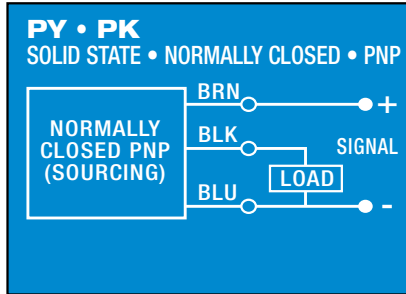 PY • PK
SOLID STATE • NORMALLY CLOSED • PNP
BRN
+
NORMALLY
CLOSED PNP
(SOURCING)
BLK
SIGNAL
LOAD
BLU
-